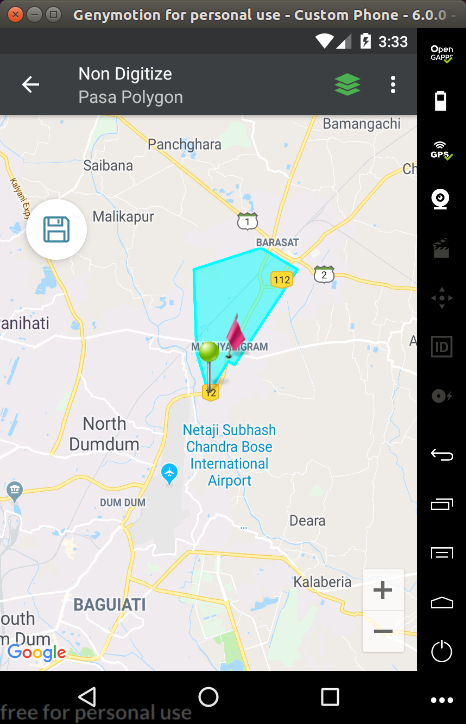 Genymotion for personal use - Custom Phone - 6.0.0 -
3:33
Open
GAPPS
Non Digitize
Pasa Polygon
GPS
Bamangachi
Panchghara
Saibana
Ch
Kalyani Exp.
Malikapur
1
BARASAT
2
112
anihati
A
GRAM
ID
12
North
Dumdum
Netaji Subhash
Chandra Bose
International
Airport
DUM DUM
Deara
Kalaberia
+
BAGUIATI
−
outh
m Dum
Google
free for personal use